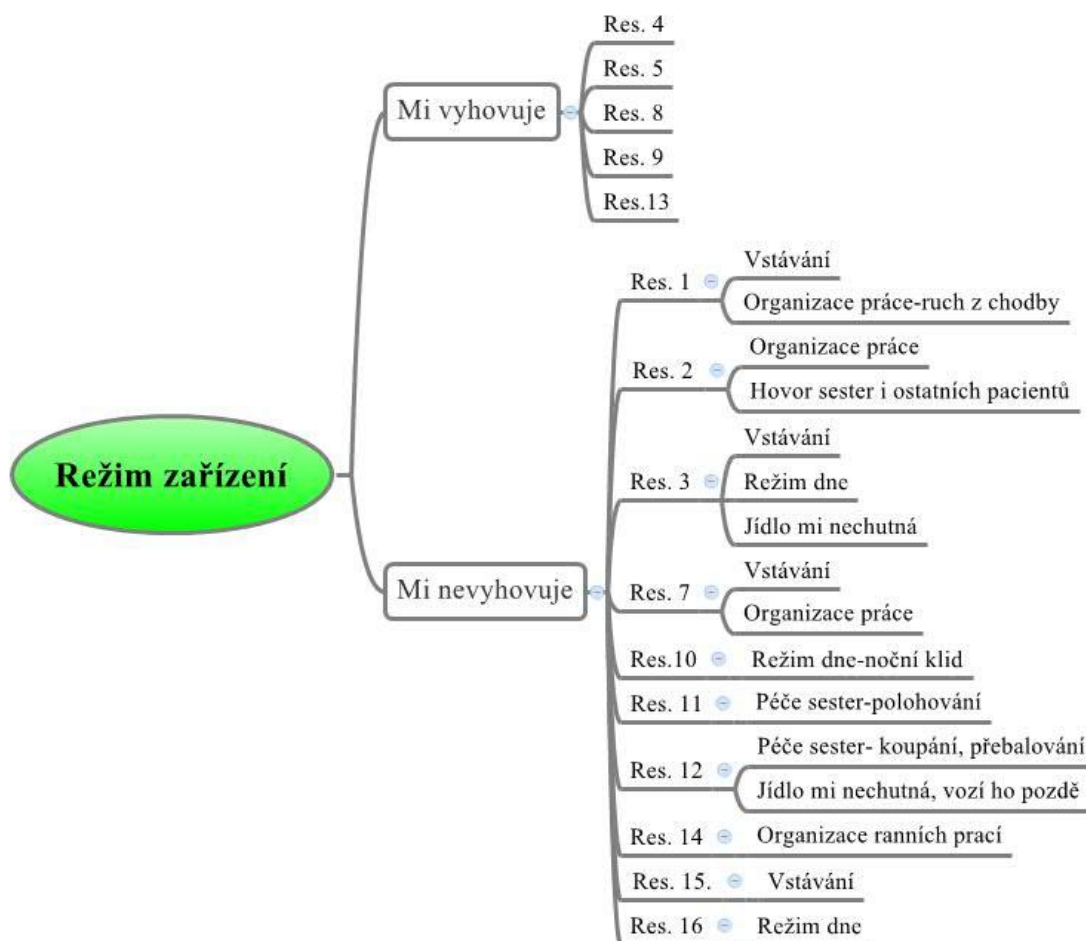 Režim zařízení
Mi vyhovuje
Res. 4
Res. 5
Res. 8
Res. 9
Res.13
Mi nevyhovuje
Res. 1
Vstávání
Organizace práce-ruch z chodby
Res. 2
Organizace práce
Hovor sester i ostatních pacientů
Res. 3
Vstávání
Režim dne
Jídlo mi nechutná
Res. 7
Vstávání
Organizace práce
Res.10
Režim dne-noční klid
Res. 11
Péče sester-polohování
Res. 12
Péče sester- koupání, přebalování
Jídlo mi nechutná, vozí ho pozdě
Res. 14
Organizace ranních prací
Res. 15.
Vstávání
Res. 16
Režim dne